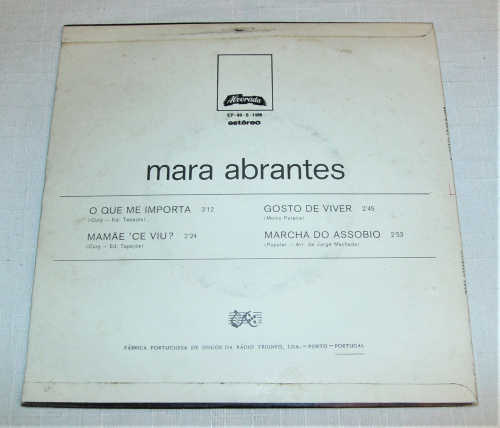 Alvorada
EP-60-5-1488
estéreo
mara abrantes
O QUE ME IMPORTA 3'12
(Cury - Ed. Tapajós)
MAMÃE 'CE VIU? 2'24
(Cury - Ed. Tapajós)
GOSTO DE VIVER 2'45
(Moniz Pereira)
MARCHA DO ASSOBIO 2'53
(Popular - Arr. de Jorge Machado)
FÁBRICA PORTUGUESA DE DISCOS DA RÁDIO TRIUNFO, LDA. - PORTO - PORTUGAL